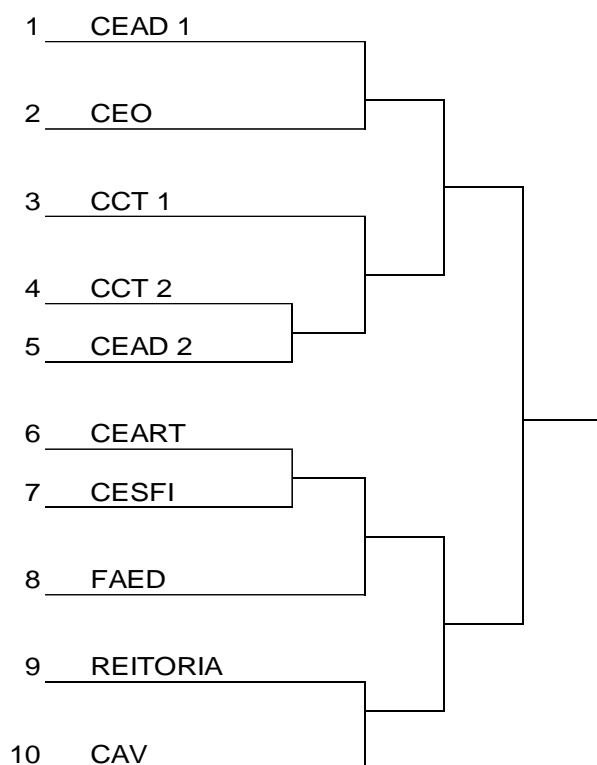 1 CEAD 1
2 CEO
3 CCT 1
4 CCT 2
5 CEAD 2
6 CEART
7 CESFI
8 FAED
9 REITORIA
10 CAV